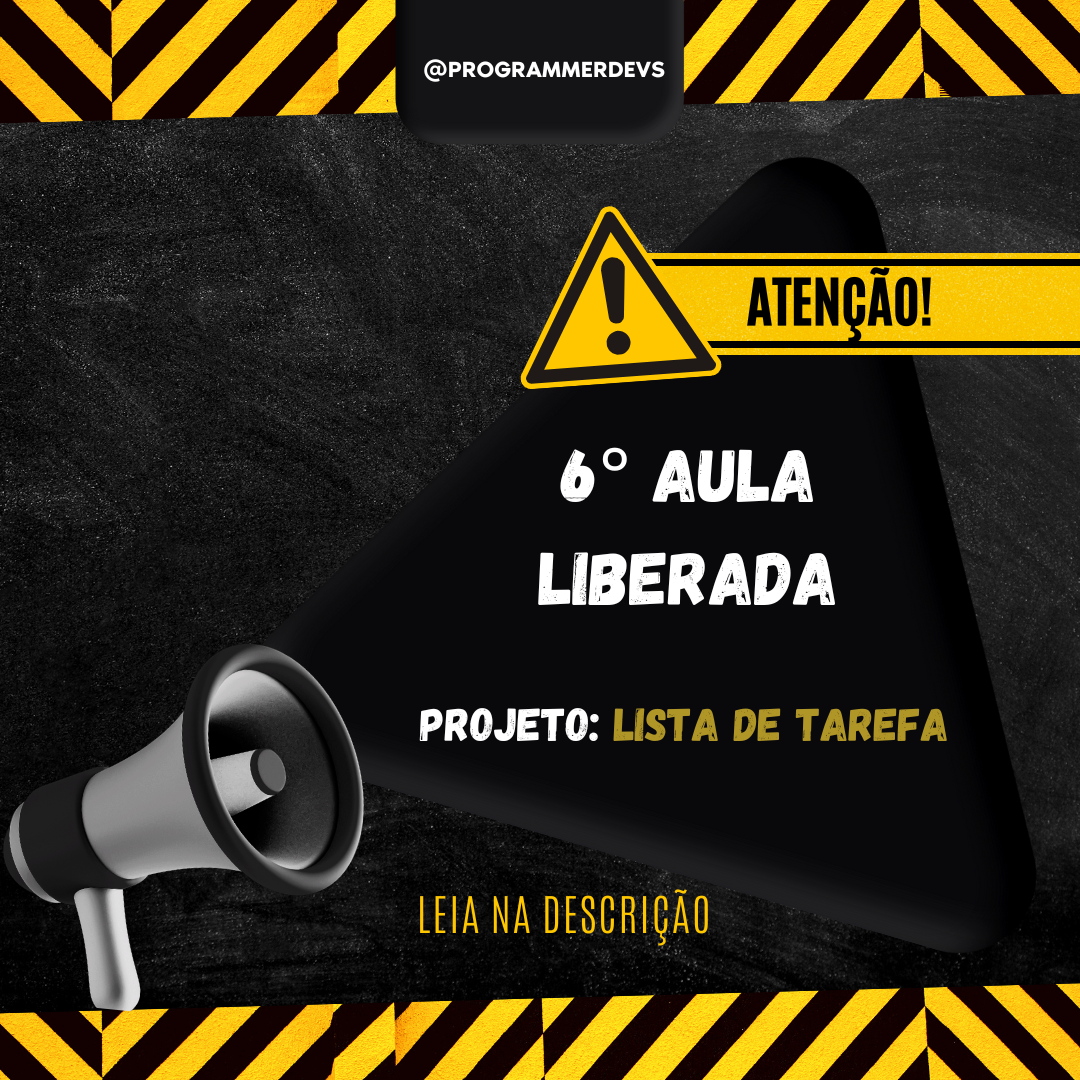 @PROGRAMMERDEVS
ATENÇÃO!
6° AULA
LIBERADA
PROJETO: LISTA DE TAREFA
LEIA NA DESCRIÇÃO